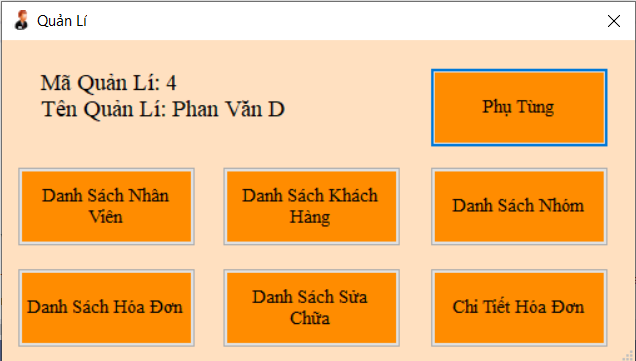 Quản Lí
Mã Quản Lí: 4
Tên Quản Lí: Phan Văn D
Phụ Tùng
Danh Sách Nhân
Viên
Danh Sách Khách
Hàng
Danh Sách Nhóm
Danh Sách Hóa Đơn
Danh Sách Sửa
Chữa
Chi Tiết Hóa Đơn